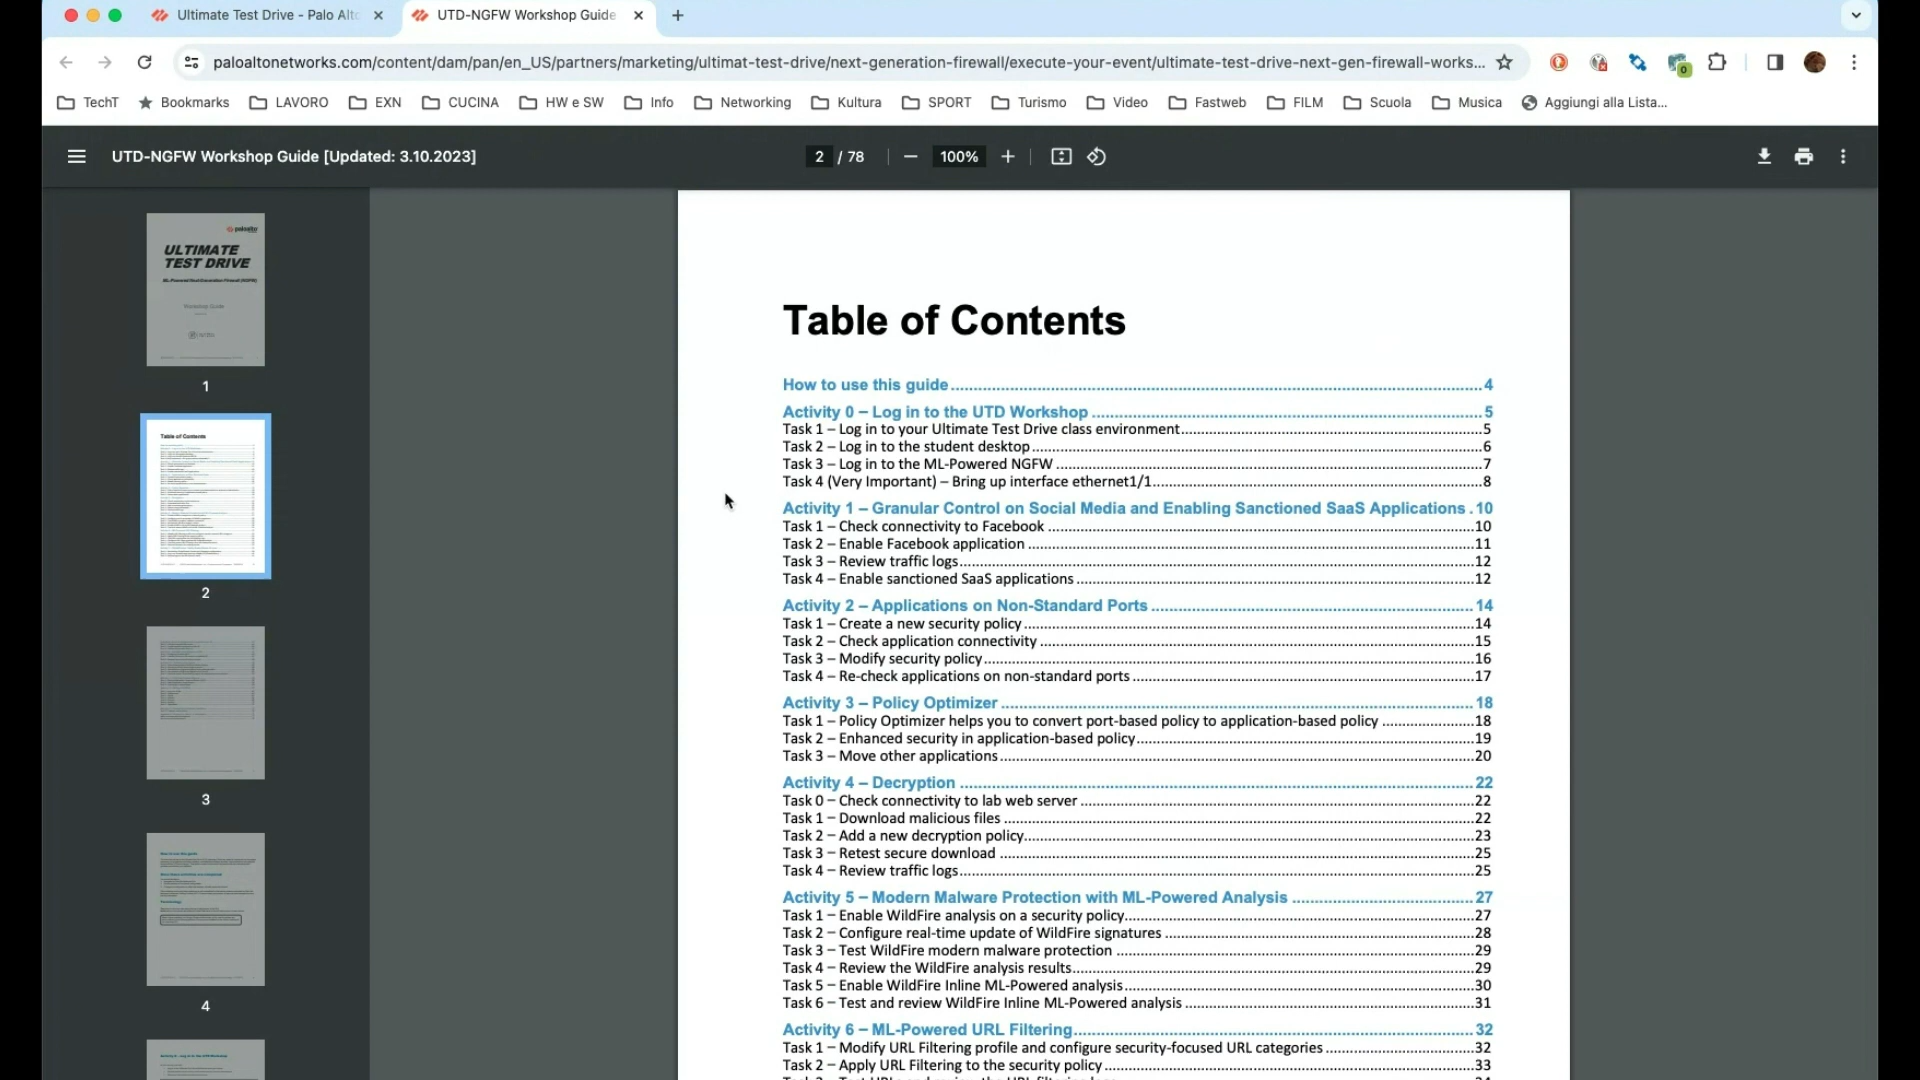 Ultimate Test Drive - Palo Alto
UTD-NGFW Workshop Guide
paloaltonetworks.com/content/dam/pan/en_US/partners/marketing/ultimat-test-drive/next-generation-firewall/execute-your-event/ultimate-test-drive-next-gen-firewall-works...
0
TechT Bookmarks LAVORO EXN CUCINA HW e SW Info Networking Kultura SPORT Turismo Video Fastweb FILM Scuola Musica Aggiungi alla Lista...
UTD-NGFW Workshop Guide [Updated: 3.10.2023] 2 / 78 100%
paloalto
ULTIMATE
TEST DRIVE
Workshop Guide
1
Table of Contents
2
3
4
Table of Contents
How to use this guide 4
Activity 0 – Log in to the UTD Workshop 5
Task 1 – Log in to your Ultimate Test Drive class environment 5
Task 2 – Log in to the student desktop 6
Task 3 – Log in to the ML-Powered NGFW 7
Task 4 (Very Important) – Bring up interface ethernet1/1 8
Activity 1 – Granular Control on Social Media and Enabling Sanctioned SaaS Applications . 10
Task 1 – Check connectivity to Facebook 10
Task 2 – Enable Facebook application 11
Task 3 – Review traffic logs 12
Task 4 – Enable sanctioned SaaS applications 12
Activity 2 – Applications on Non-Standard Ports 14
Task 1 – Create a new security policy 14
Task 2 – Check application connectivity 15
Task 3 – Modify security policy 16
Task 4 – Re-check applications on non-standard ports 17
Activity 3 – Policy Optimizer 18
Task 1 – Policy Optimizer helps you to convert port-based policy to application-based policy 18
Task 2 – Enhanced security in application-based policy 19
Task 3 – Move other applications 20
Activity 4 – Decryption 22
Task 0 – Check connectivity to lab web server 22
Task 1 – Download malicious files 22
Task 2 – Add a new decryption policy 23
Task 3 – Retest secure download 25
Task 4 – Review traffic logs 25
Activity 5 – Modern Malware Protection with ML-Powered Analysis 27
Task 1 – Enable WildFire analysis on a security policy 27
Task 2 – Configure real-time update of WildFire signatures 28
Task 3 – Test WildFire modern malware protection 29
Task 4 – Review the WildFire analysis results 29
Task 5 – Enable WildFire Inline ML-Powered analysis 30
Task 6 – Test and review WildFire Inline ML-Powered analysis 31
Activity 6 – ML-Powered URL Filtering 32
Task 1 – Modify URL Filtering profile and configure security-focused URL categories 32
Task 2 – Apply URL Filtering to the security policy 33